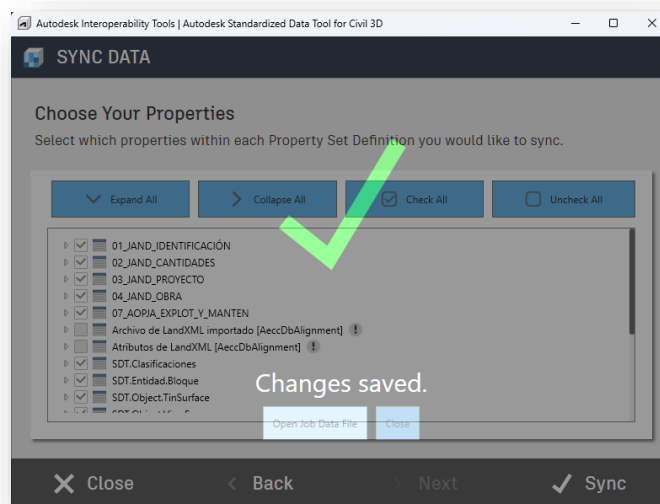 Autodesk Interoperability Tools | Autodesk Standardized Data Tool for Civil 3D
SYNC DATA
Choose Your Properties
Select which properties within each Property Set Definition you would like to sync.
Expand All
Collapse All
Check All
Uncheck All
01_JAND_IDENTIFICACIÓN
02_JAND_CANTIDADES
03_JAND_PROYECTO
04_JAND_OBRA
07_AOPJA_EXPLOT_Y_MANTEN
Archivo de LandXML importado [AeccDbAlignment]
Atributos de LandXML [AeccDbAlignment]
SDT.Clasificaciones
SDT.Entidad.Bloque
SDT.Object.TinSurface
Changes saved.
Open Job Data File
Close
Close
Back
Next
Sync